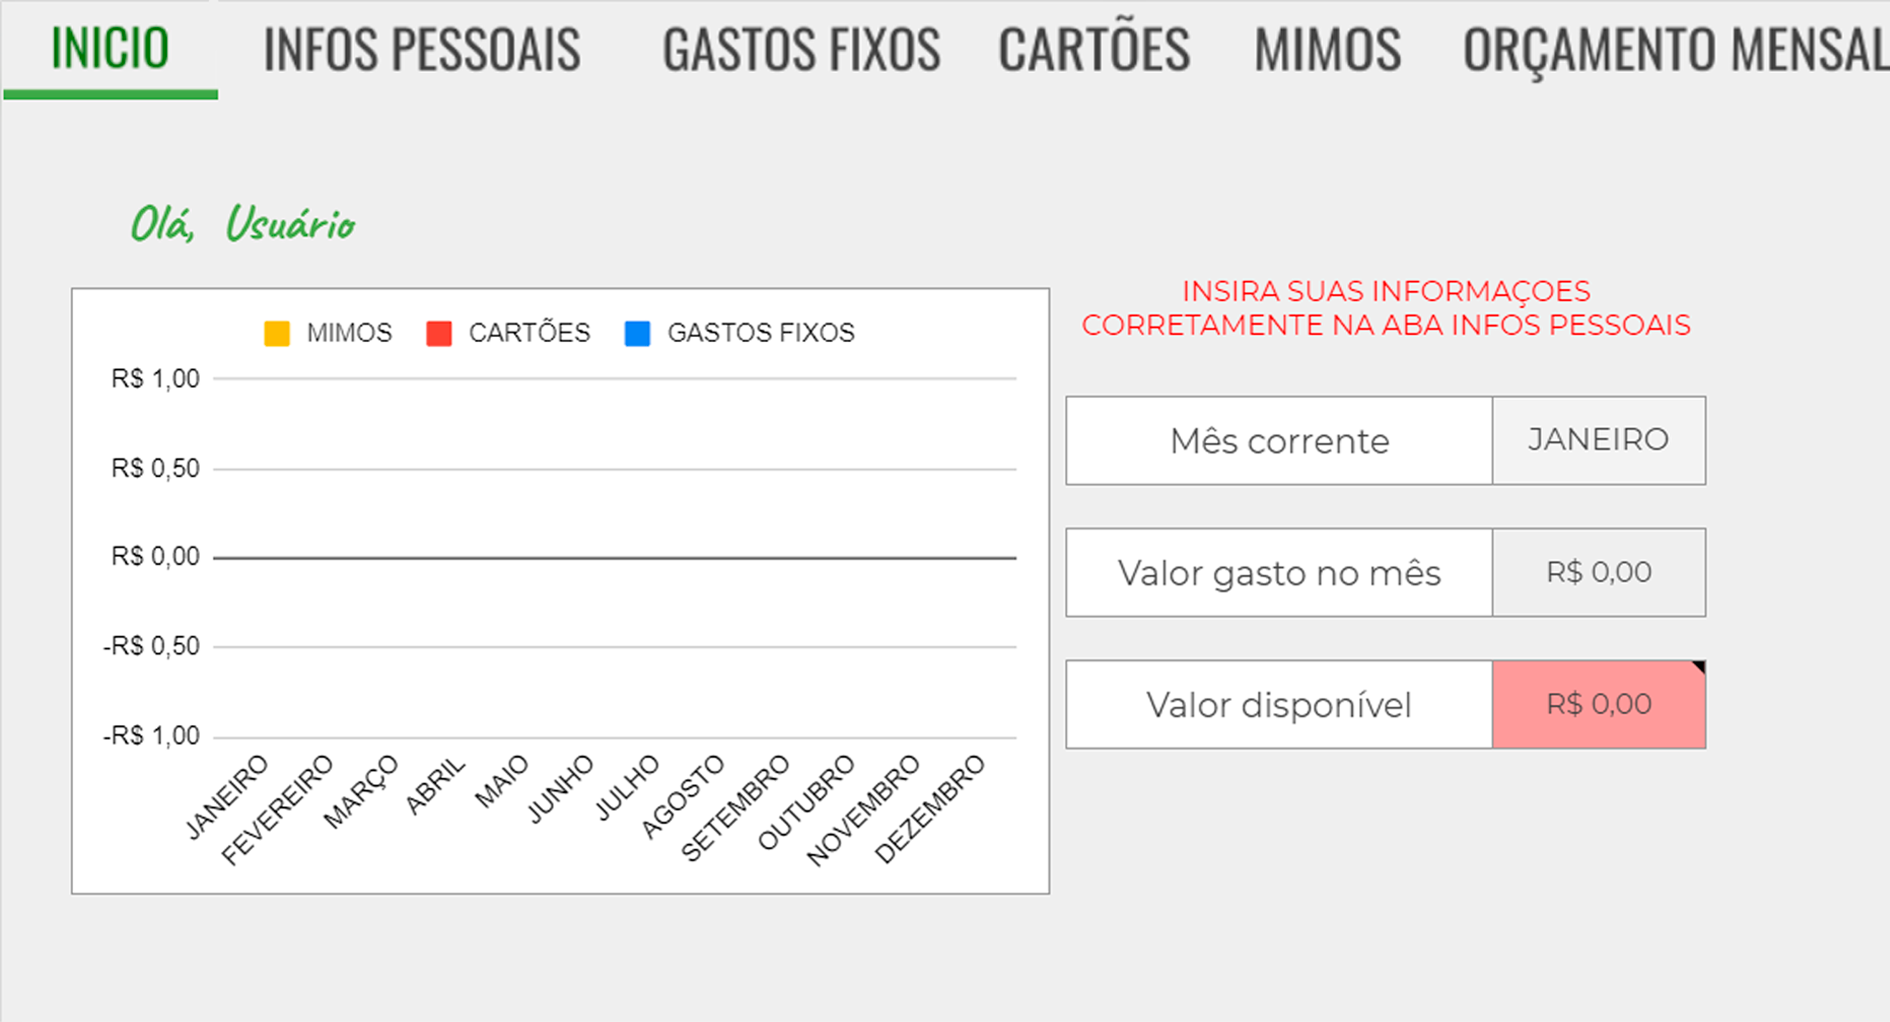 INICIO INFOS PESSOAIS GASTOS FIXOS CARTÕES MIMOS ORÇAMENTO MENSAL
Olá, Usuário
MIMOS CARTÕES GASTOS FIXOS
R$ 1,00
R$ 0,50
R$ 0,00
-R$ 0,50
-R$ 1,00
JANEIRO FEVEREIRO MARÇO ABRIL MAIO JUNHO JULHO AGOSTO SETEMBRO OUTUBRO NOVEMBRO DEZEMBRO
INSIRA SUAS INFORMAÇOES
CORRETAMENTE NA ABA INFOS PESSOAIS
Mês corrente JANEIRO
Valor gasto no mês R$ 0,00
Valor disponível R$ 0,00